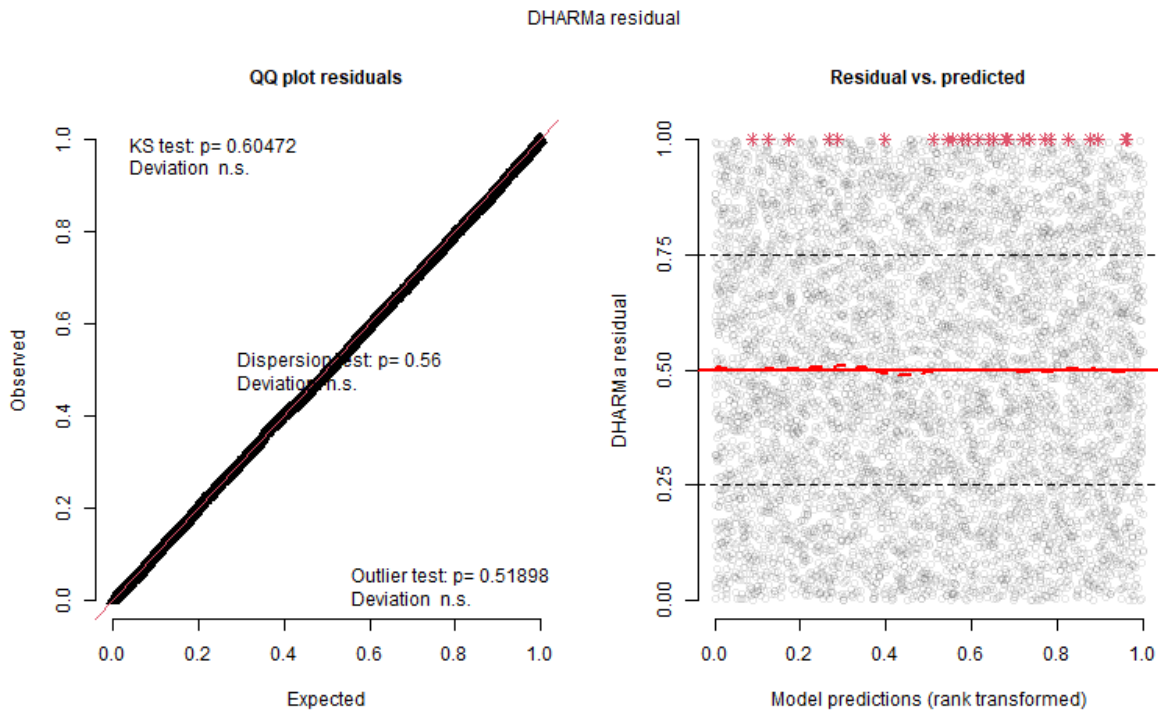 DHARMa residual
QQ plot residuals
KS test: p= 0.60472
Deviation n.s.
Dispersion test: p= 0.56
Deviation n.s.
Outlier test: p= 0.51898
Deviation n.s.
Observed
0.0 0.2 0.4 0.6 0.8 1.0
0.0 0.2 0.4 0.6 0.8 1.0
Expected
Residual vs. predicted
DHARMa residual
0.00 0.25 0.50 0.75 1.00
0.0 0.2 0.4 0.6 0.8 1.0
Model predictions (rank transformed)